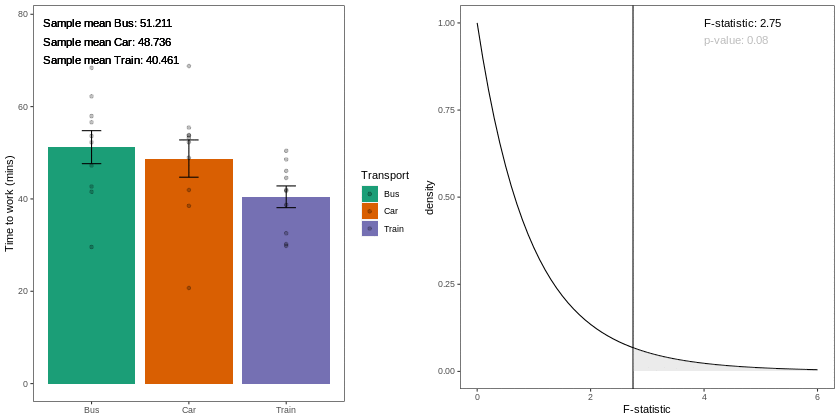 Sample mean Bus: 51.211
Sample mean Car: 48.736
Sample mean Train: 40.461
80
60
40
20
0
Time to work (mins)
Bus
Car
Train
Transport
Bus
Car
Train
F-statistic: 2.75
p-value: 0.08
1.00
0.75
0.50
0.25
0.00
density
0
2
4
6
F-statistic